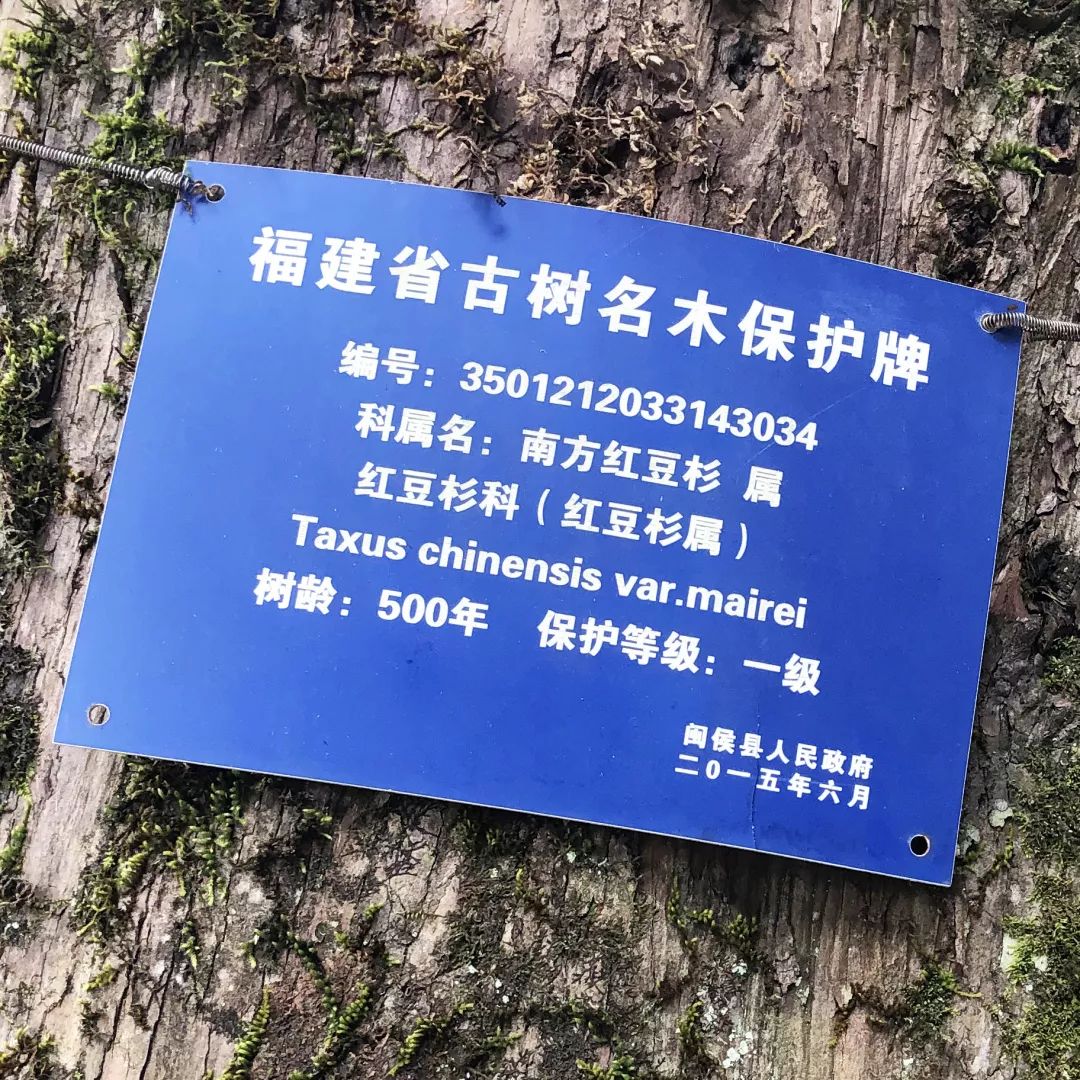 福建省古树名木保护牌
编号：350121203314303​4
科属名：南方红豆杉 属
红豆杉科（红豆杉属）
Taxus chinensis var.mairei
树龄：500年 保护等级：一级
闽侯县人民政府
二0一五年六月